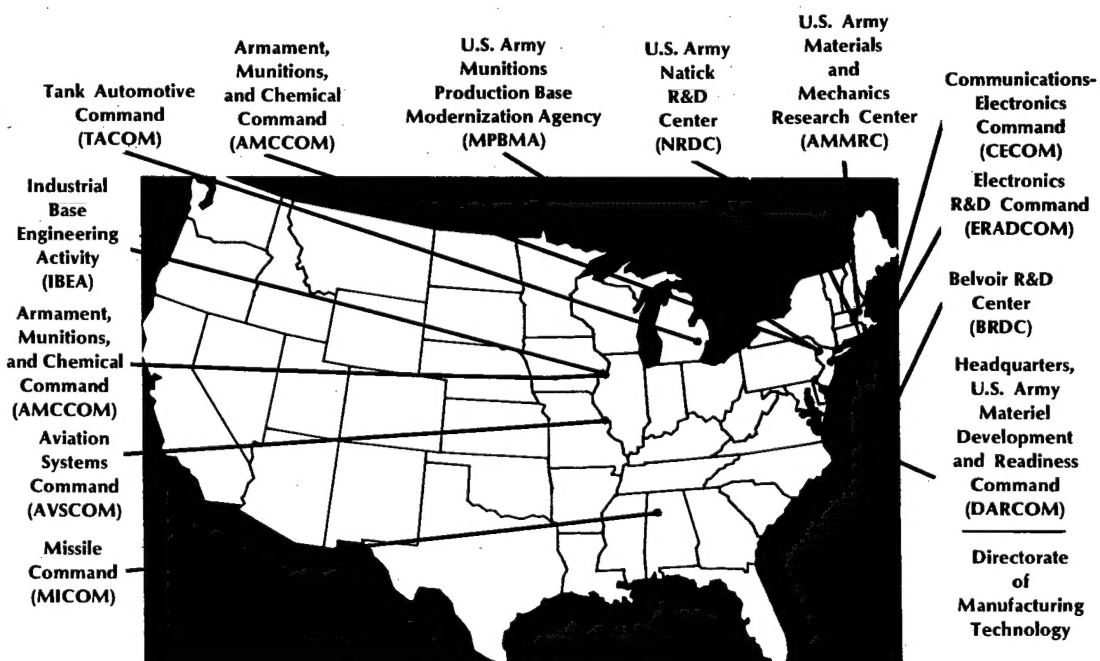 Tank Automotive
Command
(TACOM)
Armament,
Munitions,
and Chemical
Command
(AMCCOM)
U.S. Army
Munitions
Production Base
Modernization Agency
(MPBMA)
U.S. Army
Natick
R&D
Center
(NRDC)
U.S. Army
Materials
and
Mechanics
Research Center
(AMMRC)
Communications-
Electronics
Command
(CECOM)
Electronics
R&D Command
(ERADCOM)
Belvoir R&D
Center
(BRDC)
Headquarters,
U.S. Army
Materiel
Development
and Readiness
Command
(DARCOM)
Directorate
of
Manufacturing
Technology
Industrial
Base
Engineering
Activity
(IBEA)
Armament,
Munitions,
and Chemical
Command
(AMCCOM)
Aviation
Systems
Command
(AVSCOM)
Missile
Command
(MICOM)